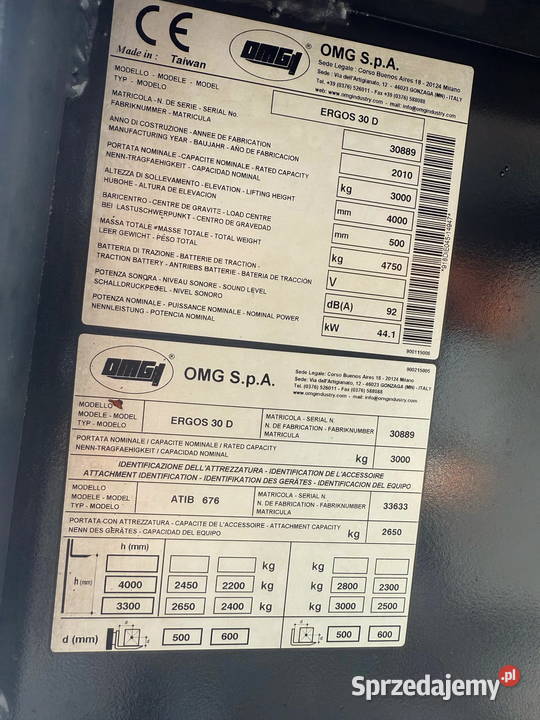 CE
Made in : Taiwan
OMG
OMG S.p.A.
Sede Legale : Corso Buenos Aires 18 - 20124 Milano
Sede : Via dell'Artigianato, 12 - 46023 GONZAGA (MN) - ITALY
Tel. +39 (0376) 526011 - Fax +39 (0376) 588088
web: www.omgindustry.com - mail: info@omgindustry.com
MODELLO - MODELE - MODEL
TYP - MODELO
ERGOS 30 D
MATRICOLA - N. DE SERIE - SERIAL No.
FABRIKNUMMER - MATRICULA
30889
ANNO DI COSTRUZIONE - ANNEE DE FABRICATION
MANUFACTURING YEAR - BAUJAHR - AÑO DE FABRICACION
2010
PORTATA NOMINALE - CAPACITE NOMINALE - RATED CAPACITY
NENN-TRAGFAEHIGKEIT - CAPACIDAD NOMINAL
kg 3000
ALTEZZA DI SOLLEVAMENTO - ELEVATION - LIFTING HEIGHT
HUBOHE - ALTURA DE ELEVACION
mm 4000
BARICENTRO - CENTRE DE GRAVITE - LOAD CENTRE
BEI LASTUSCHWERPUNKT - CENTRO DE GRAVEDAD
mm 500
MASSA TOTALE - MASSE TOTALE - TOTAL WEIGHT
LEER GEWICHT - PESO TOTAL
kg 4750
BATTERIA DI TRAZIONE - BATTERIE DE TRACTION -
TRACTION BATTERY - ANTRIEBS BATTERIE - BATERIA DE TRACCIÓN
V
POTENZA SONORA - NIVEAU SONORE - SOUND LEVEL
SCHALLDRUCKPEGEL - NIVEL SONORO
dB(A) 92
POTENZA NOMINALE - PUISSANCE NOMINALE - NOMINAL POWER
NENNLEISTUNG - POTENCIA NOMINAL
kW 44.1
900115005
OMG
OMG S.p.A.
900215005
Sede Legale: Corso Buenos Aires 18 - 20124 Milano
Sede: Via dell'Artigianato, 12 - 46023 GONZAGA (MN) - ITALY
Tel. +39 (0376) 526011 - Fax +39 (0376) 588088
www.omgindustry.com - mail: info@omgindustry.com
MODELLO
MODELE - MODEL
TYP - MODELO
ERGOS 30 D
MATRICOLA - SERIAL N.
N. DE FABRICATION - FABRIKNUMBER
MATRICULA
30889
PORTATA NOMINALE / CAPACITE NOMINALE / RATED CAPACITY
NENN-TRAGFAEHIGKEIT / CAPACIDAD NOMINAL
kg 3000
IDENTIFICAZIONE DELL'ATTREZZATURA - IDENTIFICATION DE L'ACCESSOIRE
ATTACHMENT IDENTIFICATION - IDENTIFIKATION DES GERÄTES - IDENTIFICACION DEL EQUIPO
MODELLO
MODELE- MODEL
TYP - MODELO
ATIB 676
MATRICOLA - SERIAL N.
N. DE FABRICATION - FABRIKNUMBER
MATRICULA
33633
PORTATA CON ATTREZZATURA - CAPACITE DE L'ACCESSOIRE - ATTACHMENT CAPACITY
NENN DES GERÄTES - CAPACIDAD DEL EQUIPO
kg 2650
h (mm)
kg kg
h (mm) 4000 2450 2200 kg 2800 2300
3300 2650 2400 kg 3000 2500
d (mm) 500 600 500 600
Sprzedajemy.pl